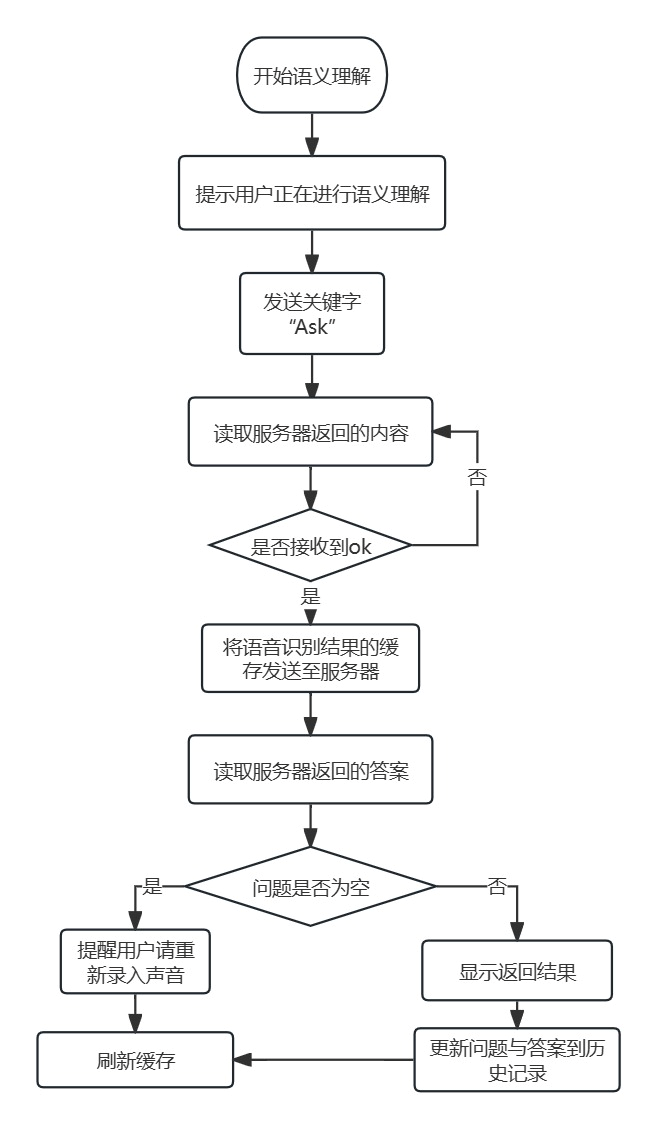 开始语义理解
提示用户正在进行语义理解
发送关键字
“Ask”
读取服务器返回的内容
否
是否接收到ok
是
将语音识别结果的缓
存发送至服务器
读取服务器返回的答案
问题是否为空
是
否
提醒用户请重
新录入声音
显示返回结果
刷新缓存
更新问题与答案到历
史记录